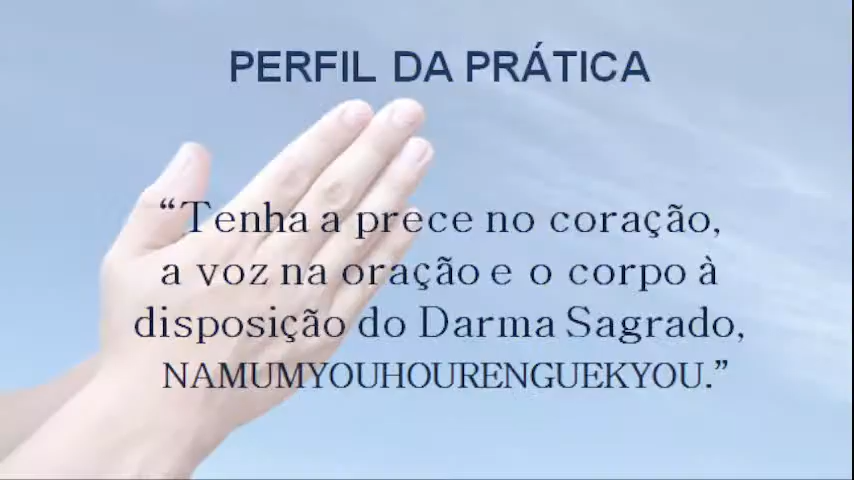 PERFIL DA PRÁTICA
“Tenha a prece no coração,
a voz na oração e o corpo à
disposição do Darma Sagrado,
NAMUMYOUHOURENGUEKYOU.”